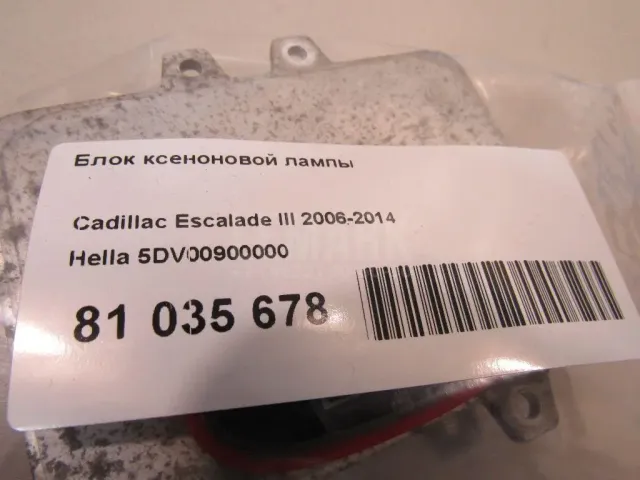 Блок ксеноновой лампы
Cadillac Escalade III 2006-2014
Hella 5DV00900000
81 035 678